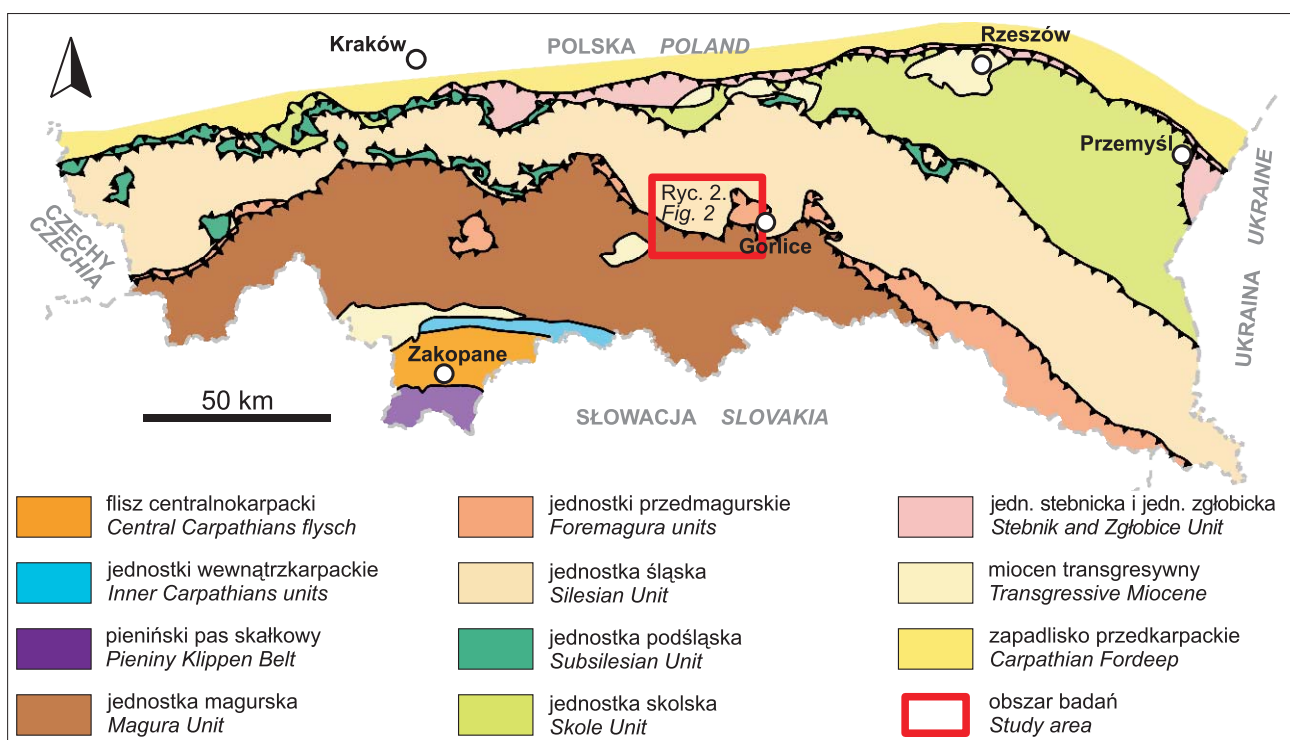 Kraków
POLSKA POLAND
Rzeszów
Przemyśl
Ryc. 2.
Fig. 2
Gorlice
CZECHY
CZECHIA
UKRAINA UKRAINE
Zakopane
50 km
SŁOWACJA SLOVAKIA
flisz centralnokarpacki
Central Carpathians flysch
jednostki wewnątrzkarpackie
Inner Carpathians units
pieniński pas skałkowy
Pieniny Klippen Belt
jednostka magurska
Magura Unit
jednostki przedmagurskie
Foremagura units
jednostka śląska
Silesian Unit
jednostka podśląska
Subsilesian Unit
jednostka skolska
Skole Unit
jedn. stebnicka i jedn. zgłobicka
Stebnik and Zgłobice Unit
miocen transgresywny
Transgressive Miocene
zapadlisko przedkarpackie
Carpathian Fordeep
obszar badań
Study area